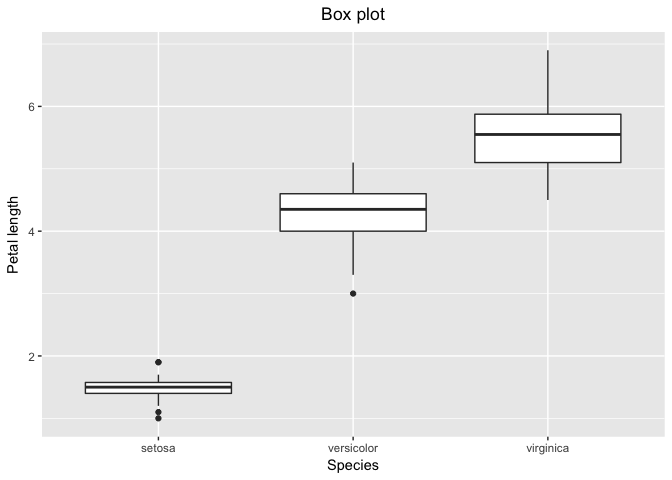 Box plot
6
4
2
Petal length
setosa versicolor virginica
Species